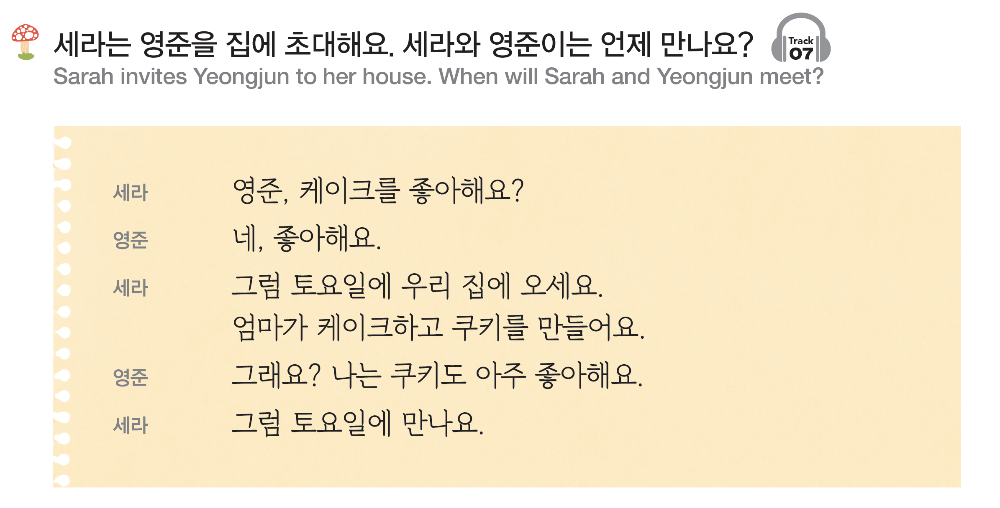 세라는 영준을 집에 초대해요. 세라와 영준이는 언제 만나요?
Track
07
Sarah invites Yeongjun to her house. When will Sarah and Yeongjun meet?
세라 영준, 케이크를 좋아해요?
영준 네, 좋아해요.
세라 그럼 토요일에 우리 집에 오세요.
엄마가 케이크하고 쿠키를 만들어요.
영준 그래요? 나는 쿠키도 아주 좋아해요.
세라 그럼 토요일에 만나요.